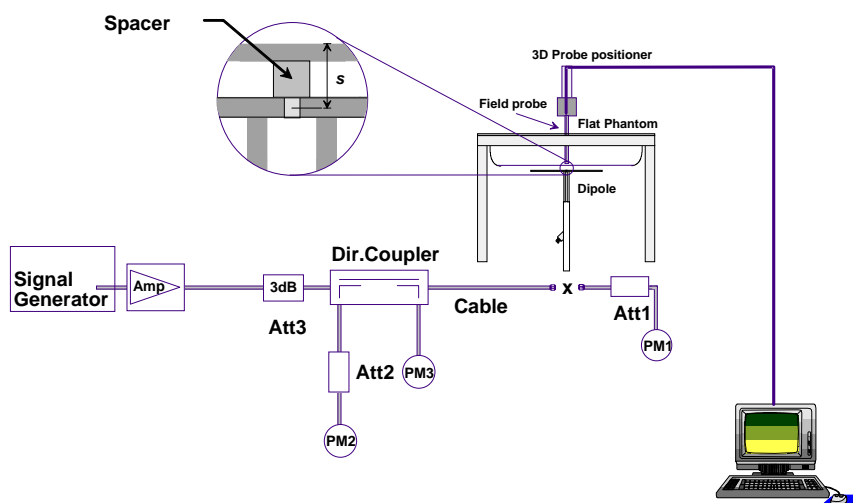 Spacer
s
3D Probe positioner
Field probe
Flat Phantom
Dipole
Signal
Generator
Amp
3dB
Att3
Dir.Coupler
Cable
x
Att1
PM1
Att2
PM3
PM2